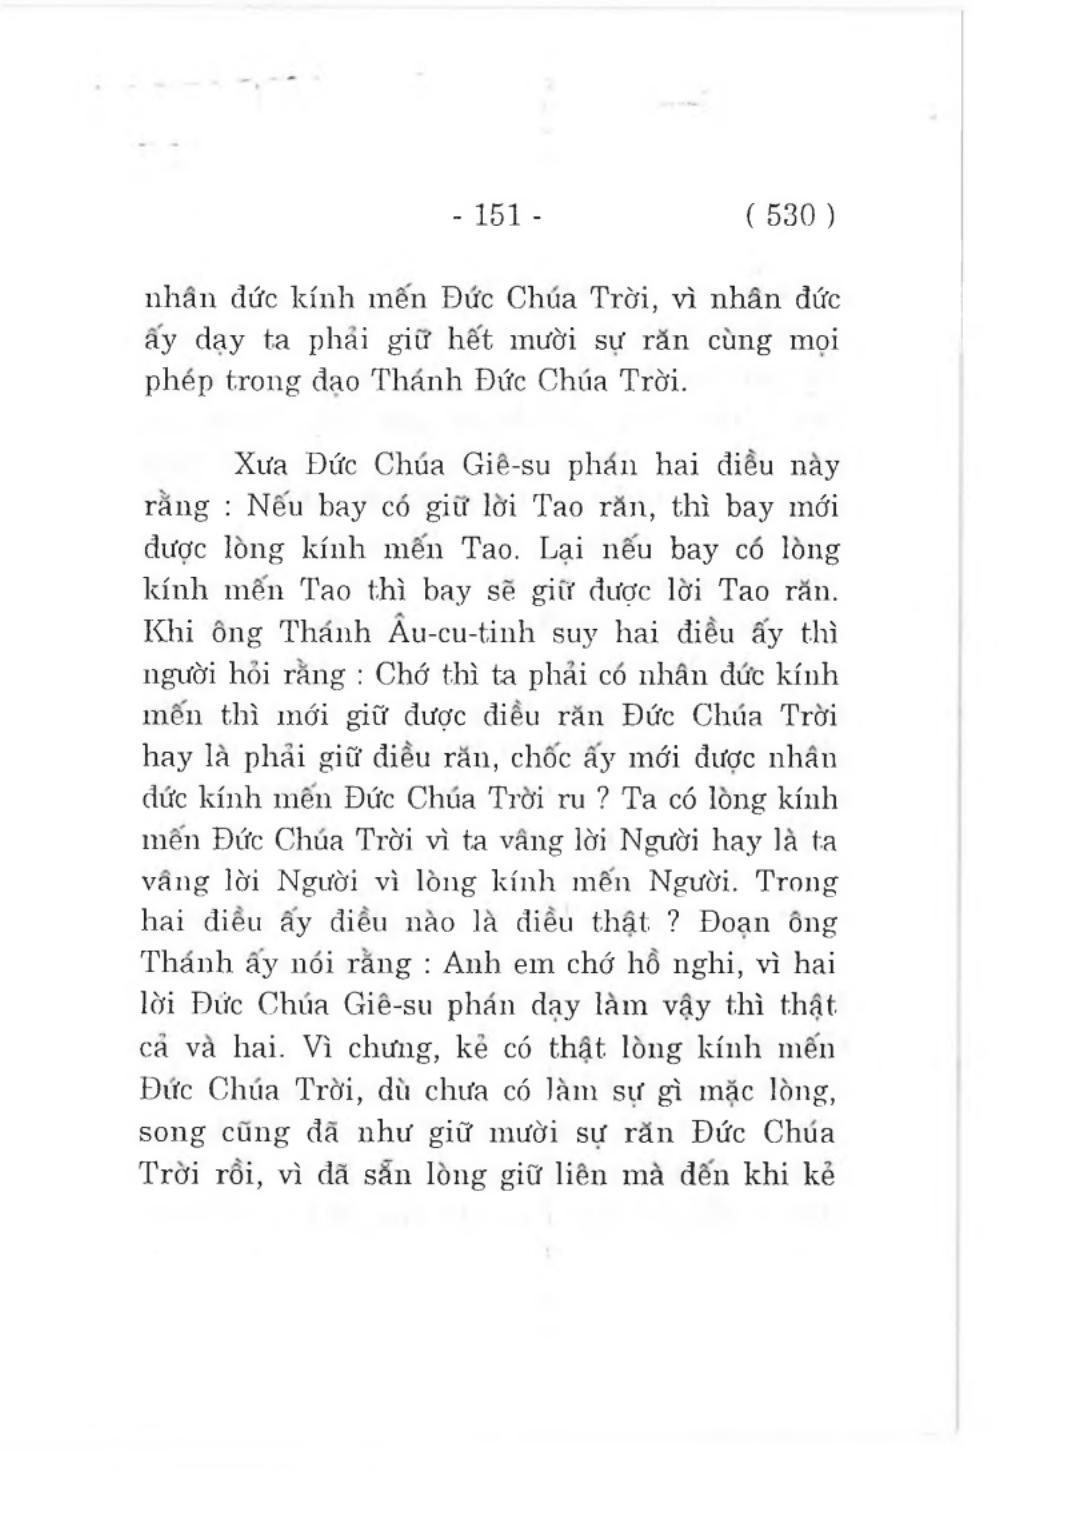 - 151 - ( 530 )
nhân đức kính mến Đức Chúa Trời, vì nhân đức
ấy dạy ta phải giữ hết mười sự răn cùng mọi
phép trong đạo Thánh Đức Chúa Trời.
Xưa Đức Chúa Giê-su phán hai điều này
rằng : Nếu bay có giữ lời Tao răn, thì bay mới
được lòng kính mến Tao. Lại nếu bay có lòng
kính mến Tao thì bay sẽ giữ được lời Tao răn.
Khi ông Thánh Âu-cu-tinh suy hai điều ấy thì
người hỏi rằng : Chớ thì ta phải có nhân đức kính
mến thì mới giữ được điều răn Đức Chúa Trời
hay là phải giữ điều răn, chốc ấy mới được nhân
đức kính mến Đức Chúa Trời ru ? Ta có lòng kính
mến Đức Chúa Trời vì ta vâng lời Người hay là ta
vâng lời Người vì lòng kính mến Người. Trong
hai điều ấy điều nào là điều thật ? Đoạn ông
Thánh ấy nói rằng : Anh em chớ hồ nghi, vì hai
lời Đức Chúa Giê-su phán dạy làm vậy thì thật
cả và hai. Vì chưng, kẻ có thật lòng kính mến
Đức Chúa Trời, dù chưa có làm sự gì mặc lòng,
song cũng đã như giữ mười sự răn Đức Chúa
Trời rồi, vì đã sẵn lòng giữ liên mà đến khi kẻ